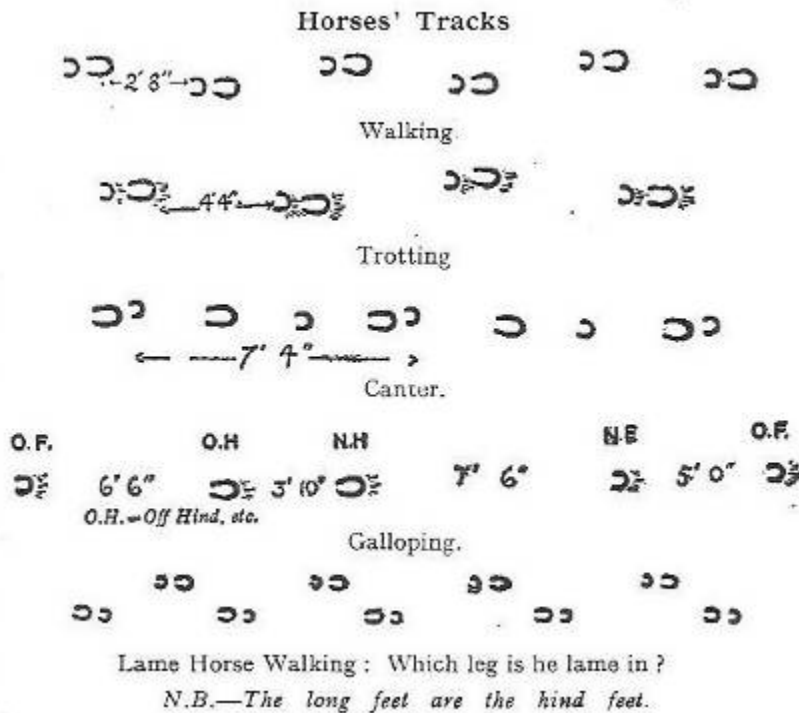 Horses' Tracks
2' 8"
Walking
4'4"
Trotting
7' 4"
Canter.
O.F. O.H N.H N.F O.F.
6' 6" 3' 10" 7' 6" 5' 0"
O.H.=Off Hind, etc.
Galloping.
Lame Horse Walking : Which leg is he lame in ?
N.B.—The long feet are the hind feet.